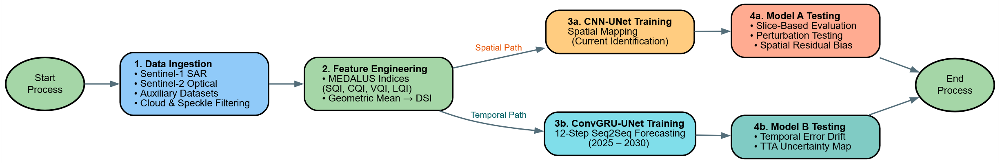 Start
Process
1. Data Ingestion
• Sentinel-1 SAR
• Sentinel-2 Optical
• Auxiliary Datasets
• Cloud & Speckle Filtering
2. Feature Engineering
• MEDALUS Indices
(SQI, CQI, VQI, LQI)
• Geometric Mean → DSI
Spatial Path
3a. CNN-UNet Training
Spatial Mapping
(Current Identification)
4a. Model A Testing
• Slice-Based Evaluation
• Perturbation Testing
• Spatial Residual Bias
Temporal Path
3b. ConvGRU-UNet Training
12-Step Seq2Seq Forecasting
(2025 – 2030)
4b. Model B Testing
• Temporal Error Drift
• TTA Uncertainty Map
End
Process